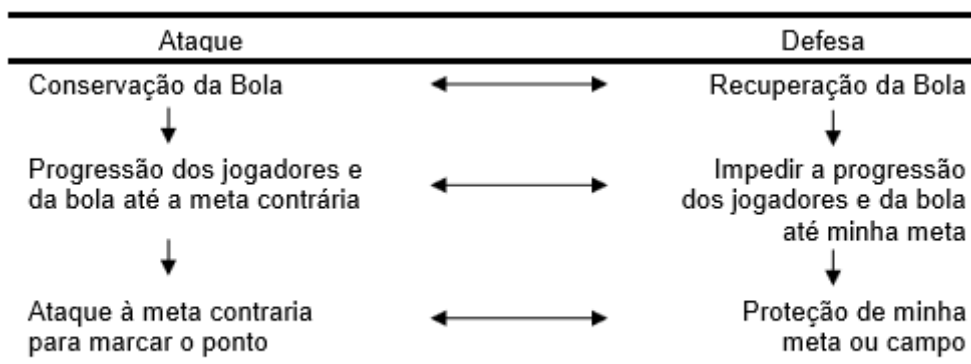 Ataque Defesa
Conservação da Bola Recuperação da Bola
Progressão dos jogadores e
da bola até a meta contrária
Impedir a progressão
dos jogadores e da bola
até minha meta
Ataque à meta contraria
para marcar o ponto
Proteção de minha
meta ou campo